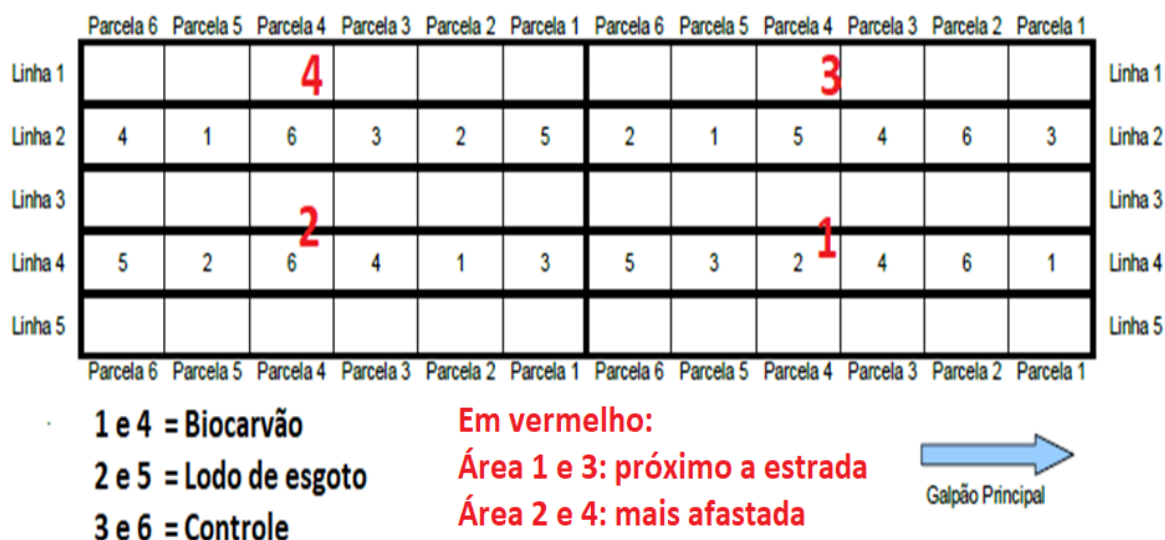 Parcela 6 Parcela 5 Parcela 4 Parcela 3 Parcela 2 Parcela 1 Parcela 6 Parcela 5 Parcela 4 Parcela 3 Parcela 2 Parcela 1
Linha 1 4 3 Linha 1
Linha 2 4 1 6 3 2 5 2 1 5 4 6 3 Linha 2
Linha 3 Linha 3
2 1
Linha 4 5 2 6 4 1 3 5 3 2 4 6 1 Linha 4
Linha 5 Linha 5
Parcela 6 Parcela 5 Parcela 4 Parcela 3 Parcela 2 Parcela 1 Parcela 6 Parcela 5 Parcela 4 Parcela 3 Parcela 2 Parcela 1
1 e 4 = Biocarvão
2 e 5 = Lodo de esgoto
3 e 6 = Controle
Em vermelho:
Área 1 e 3: próximo a estrada
Área 2 e 4: mais afastada
Galpão Principal